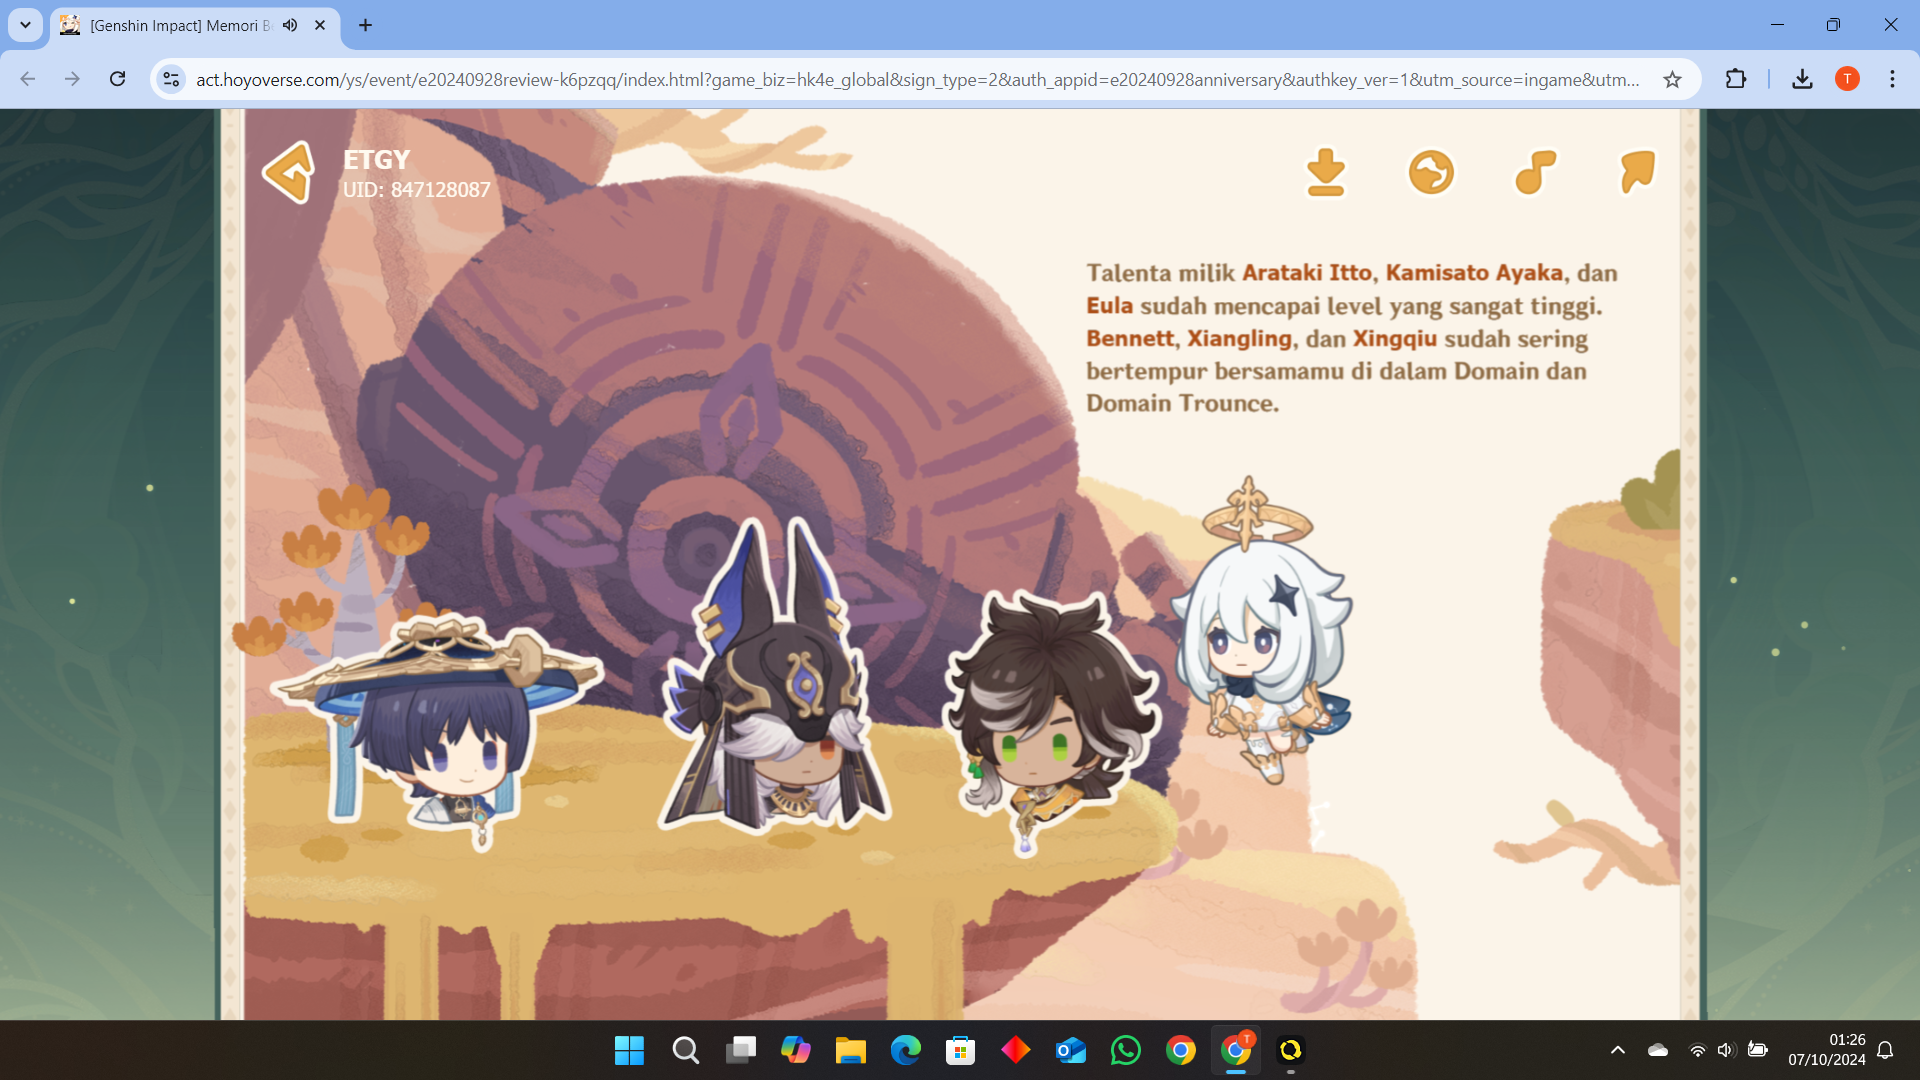 [Genshin Impact] Memori B
act.hoyoverse.com/ys/event/e20240928review-k6pzqq/index.html?game_biz=hk4e_global&sign_type=2&auth_appid=e20240928anniversary&authkey_ver=1&utm_source=ingame&utm...
T
ETGY
UID: 847128087
Talenta milik Arataki Itto, Kamisato Ayaka, dan
Eula sudah mencapai level yang sangat tinggi.
Bennett, Xiangling, dan Xingqiu sudah sering
bertempur bersamamu di dalam Domain dan
Domain Trounce.
T
01:26
07/10/2024